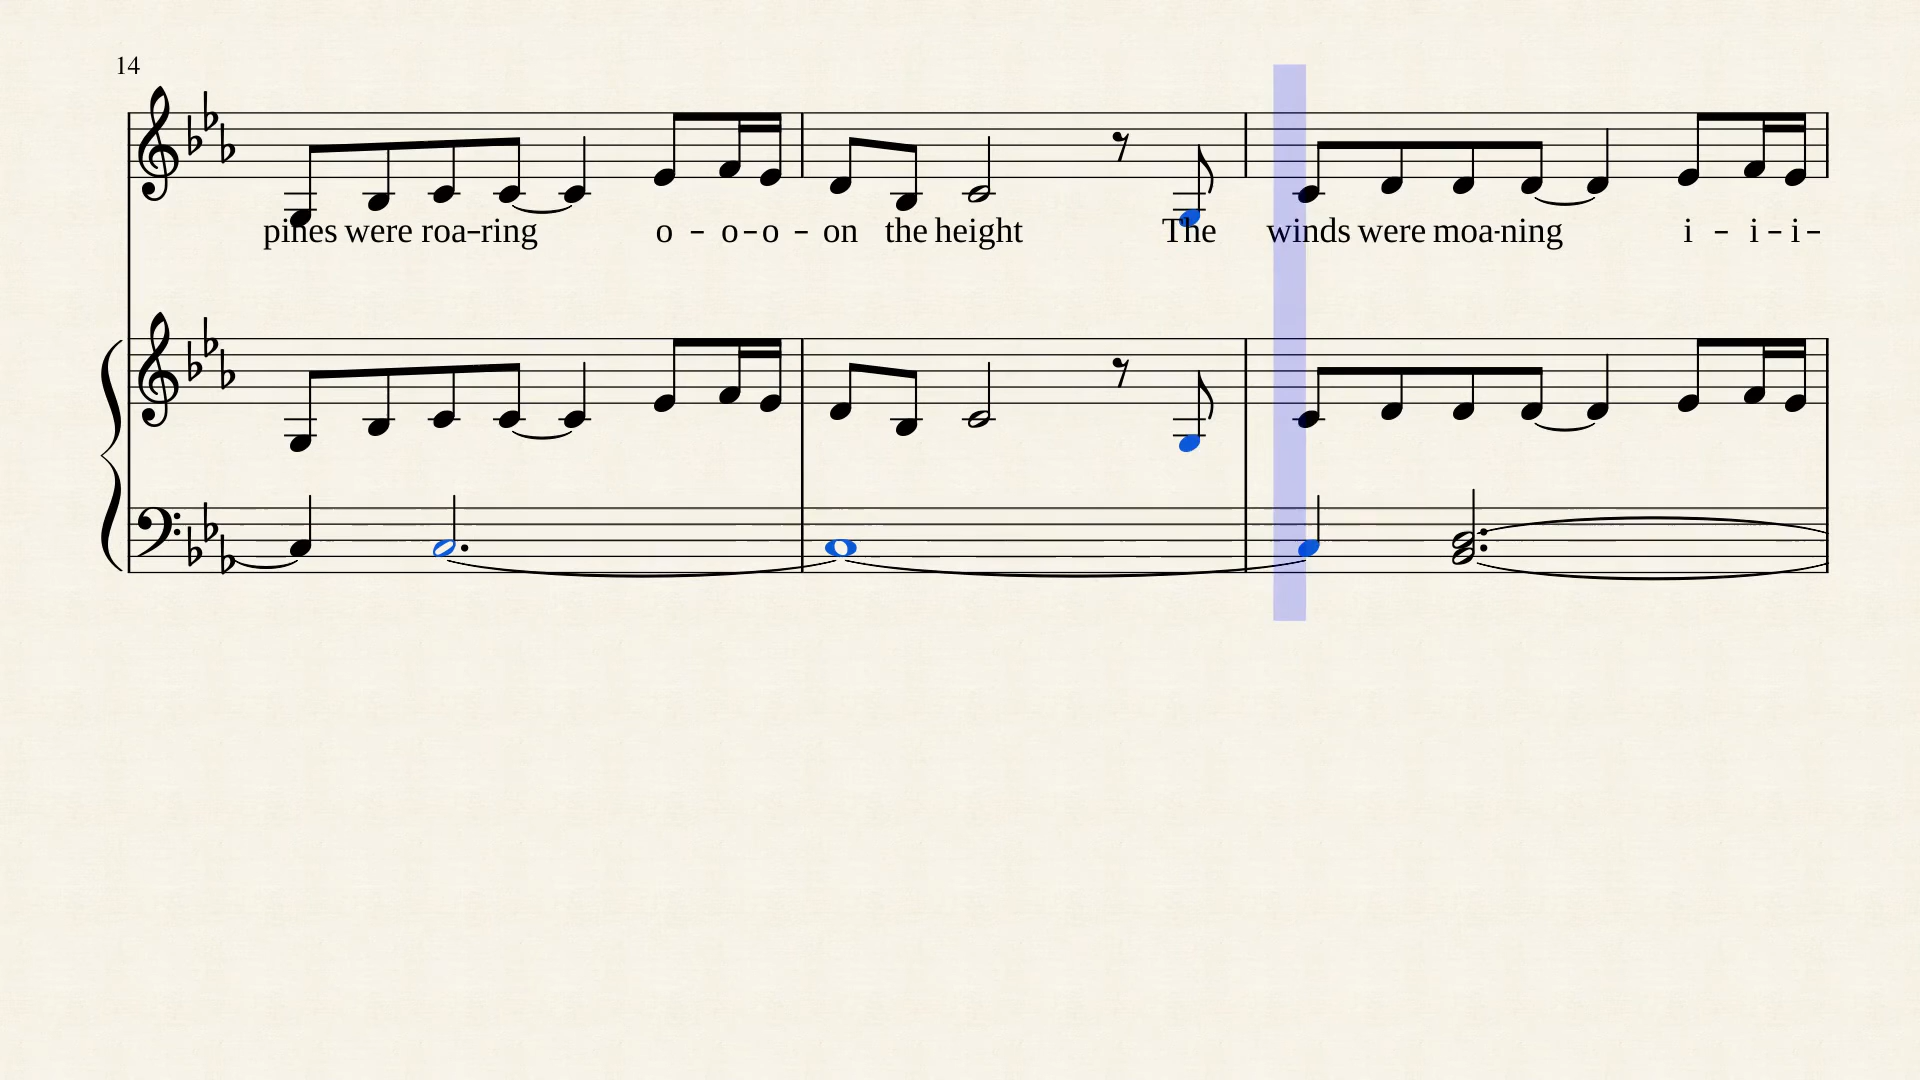 14
pines were roa-ring o - o-o - on the height The winds were moa-ning i - i-i-